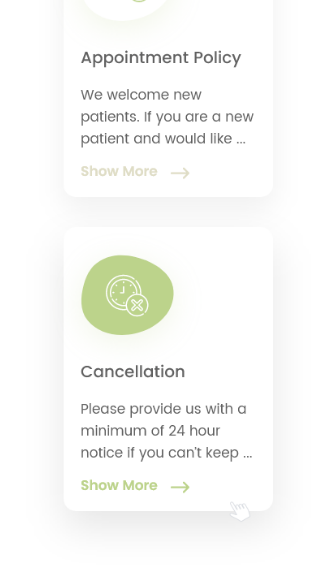 Appointment Policy
We welcome new
patients. If you are a new
patient and would like ...
Show More
Cancellation
Please provide us with a
minimum of 24 hour
notice if you can't keep ...
Show More